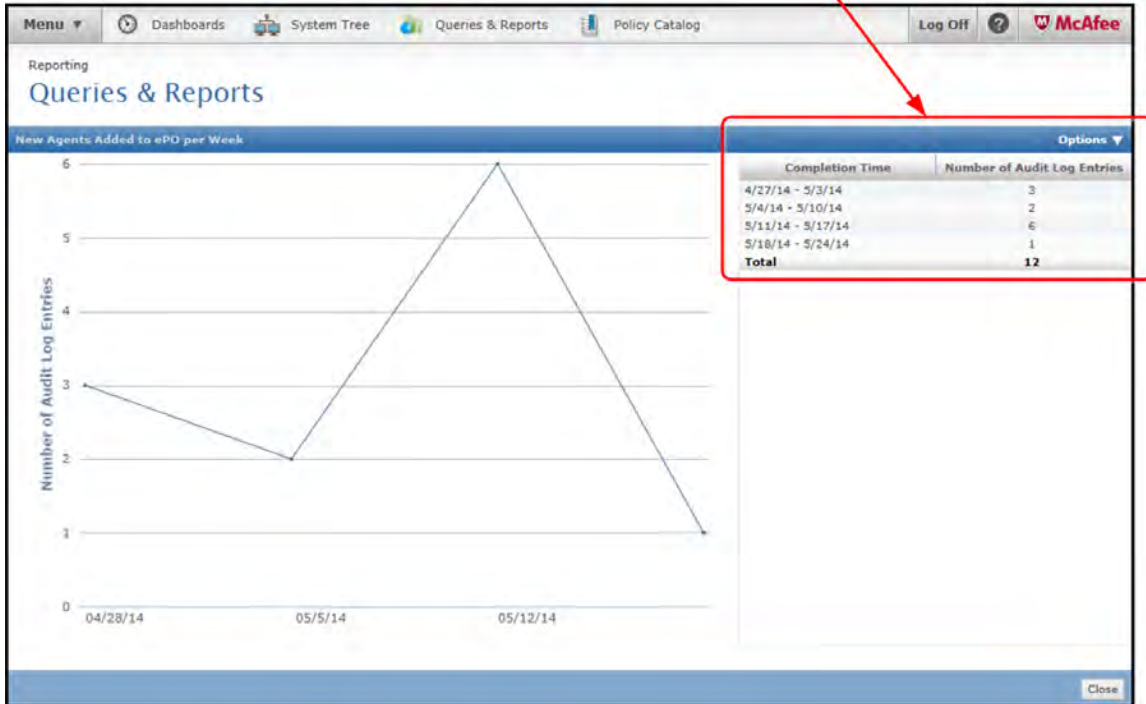 Menu ▼ Dashboards System Tree Queries & Reports Policy Catalog Log Off ? McAfee
Reporting
Queries & Reports
New Agents Added to ePO per Week Options ▼
Completion Time Number of Audit Log Entries
4/27/14 - 5/3/14 3
5/4/14 - 5/10/14 2
5/11/14 - 5/17/14 6
5/18/14 - 5/24/14 1
Total 12
Number of Audit Log Entries
6
5
4
3
2
1
0
04/28/14 05/5/14 05/12/14
Close